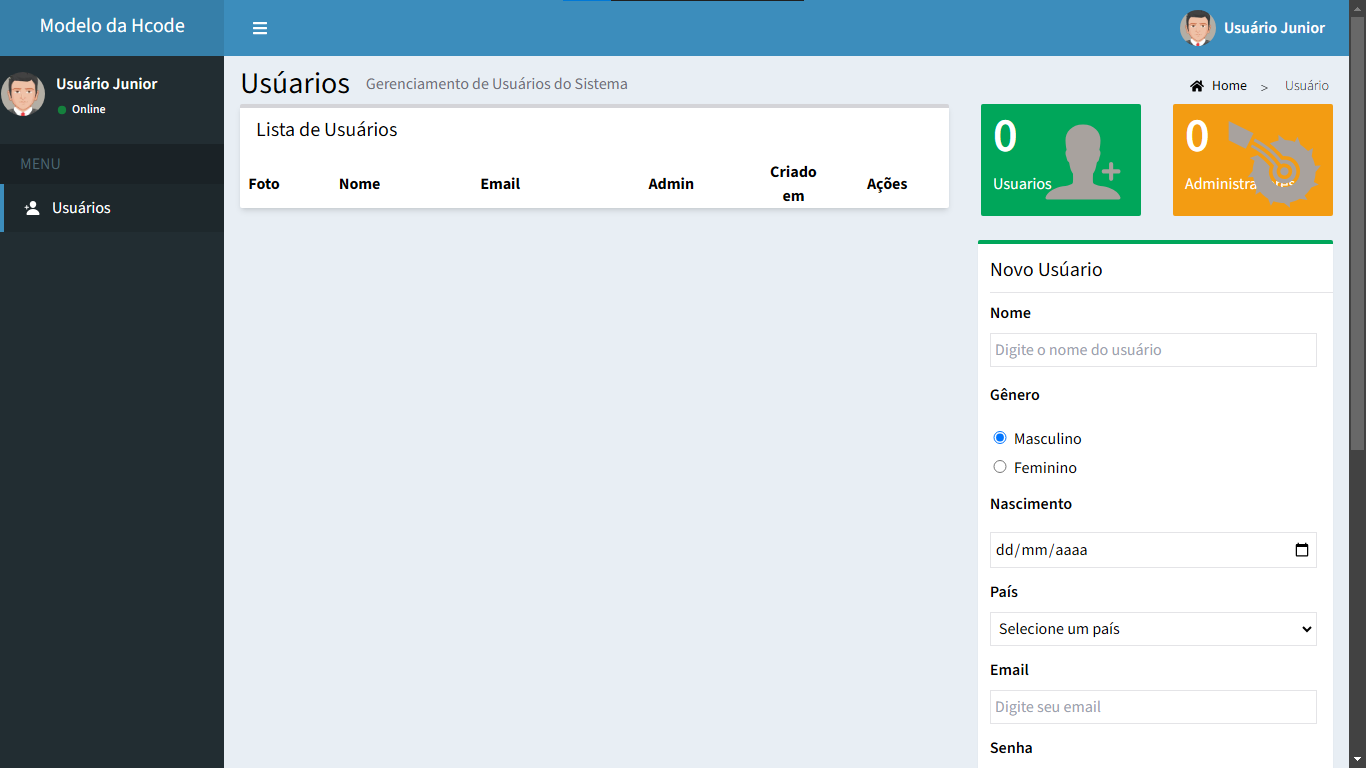 Modelo da Hcode
Usuário Junior
Usuário Junior
Online
MENU
Usuários
Usúarios
Gerenciamento de Usuários do Sistema
Home > Usuário
Lista de Usuários
Foto Nome Email Admin Criado em Ações
0
Usuarios
0
Administradores
Novo Usúario
Nome
Digite o nome do usuário
Gênero
Masculino
Feminino
Nascimento
dd/mm/aaaa
País
Selecione um país
Email
Digite seu email
Senha